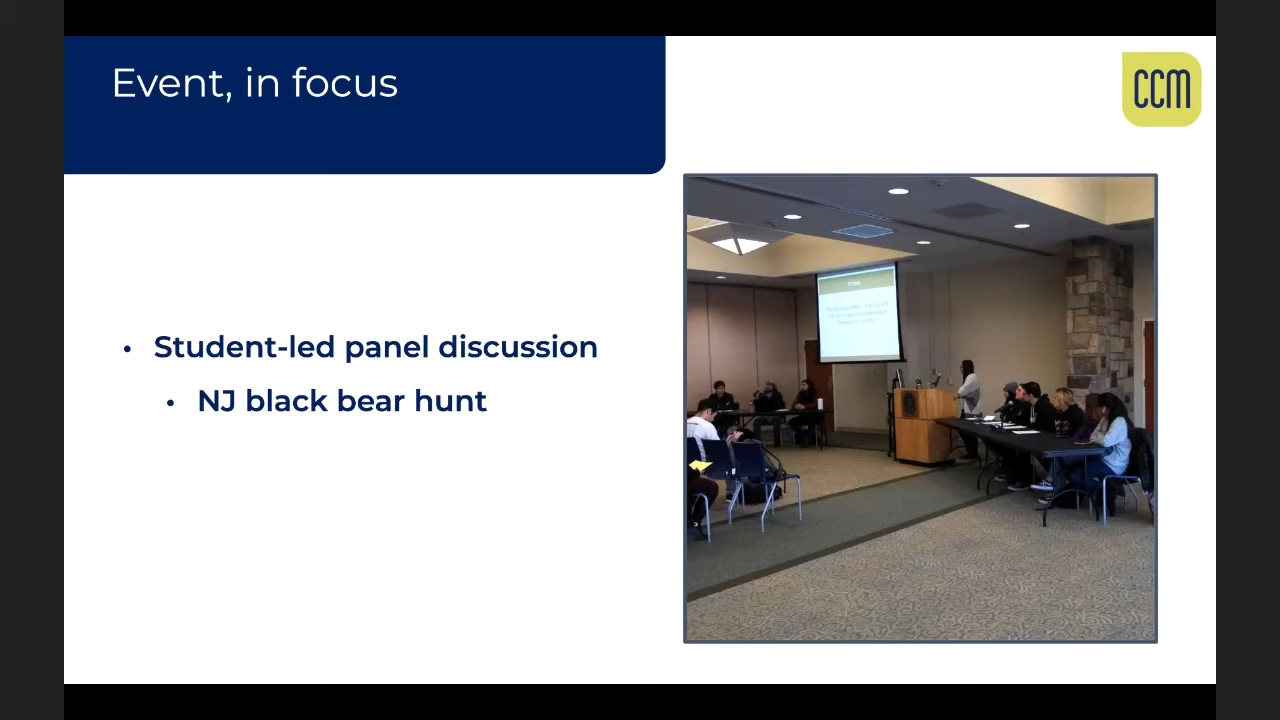 Event, in focus
CCM
• Student-led panel discussion
• NJ black bear hunt